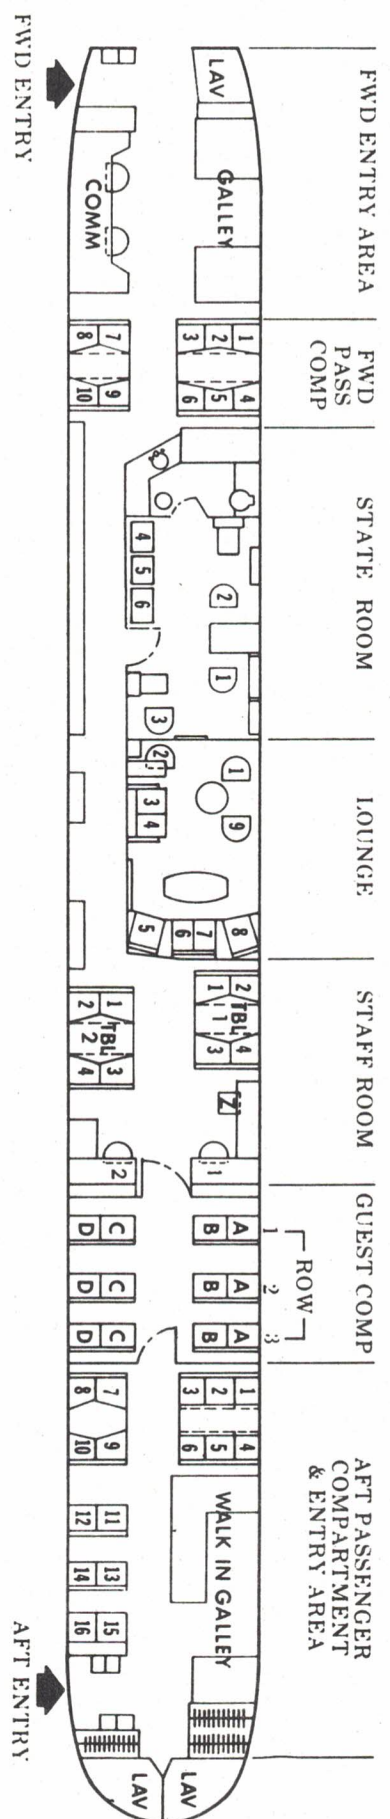 FWD ENTRY AREA
FWD
PASS
COMP
STATE ROOM
LOUNGE
STAFF ROOM
GUEST COMP
AFT PASSENGER
COMPARTMENT
& ENTRY AREA
LAV
GALLEY
COMM
1
2
3
4
5
6
7
8
9
10
4
5
6
2
1
3
1
2
9
3
4
5
6
7
8
2
1
TBL
1
4
3
1
2
TBL
2
3
4
Z
1
2
ROW
1
2
3
A
B
A
B
A
B
C
D
C
D
C
D
1
2
3
4
5
6
7
8
9
10
11
12
13
14
15
16
WALK IN GALLEY
LAV
LAV
FWD ENTRY
AFT ENTRY